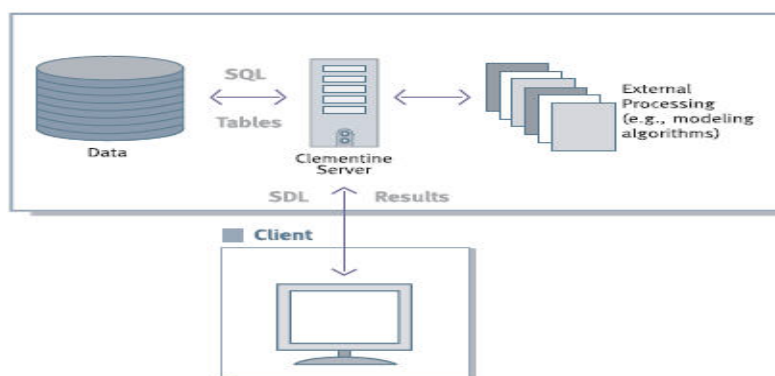 SQL
Tables
Data
Clementine
Server
External
Processing
(e.g., modeling
algorithms)
SDL Results
Client